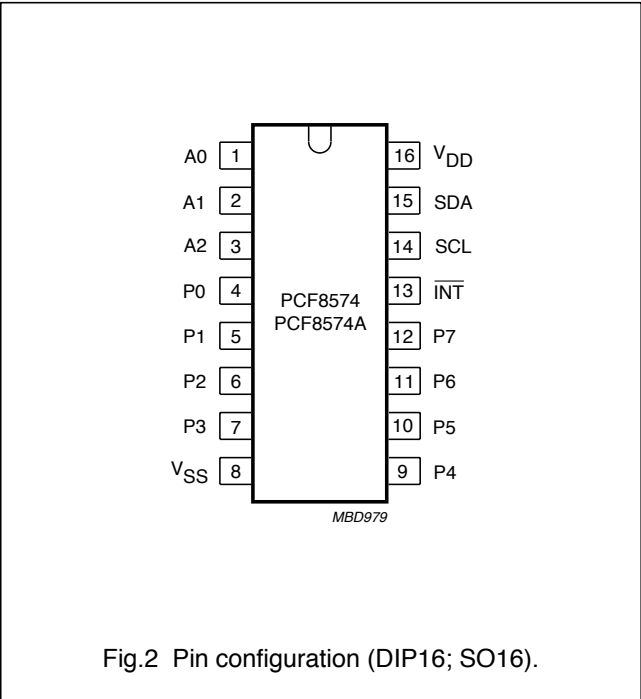 A0 1 16 VDD
A1 2 15 SDA
A2 3 14 SCL
P0 4 13 INT
PCF8574
PCF8574A
P1 5 12 P7
P2 6 11 P6
P3 7 10 P5
VSS 8 9 P4
MBD979
Fig.2 Pin configuration (DIP16; SO16).